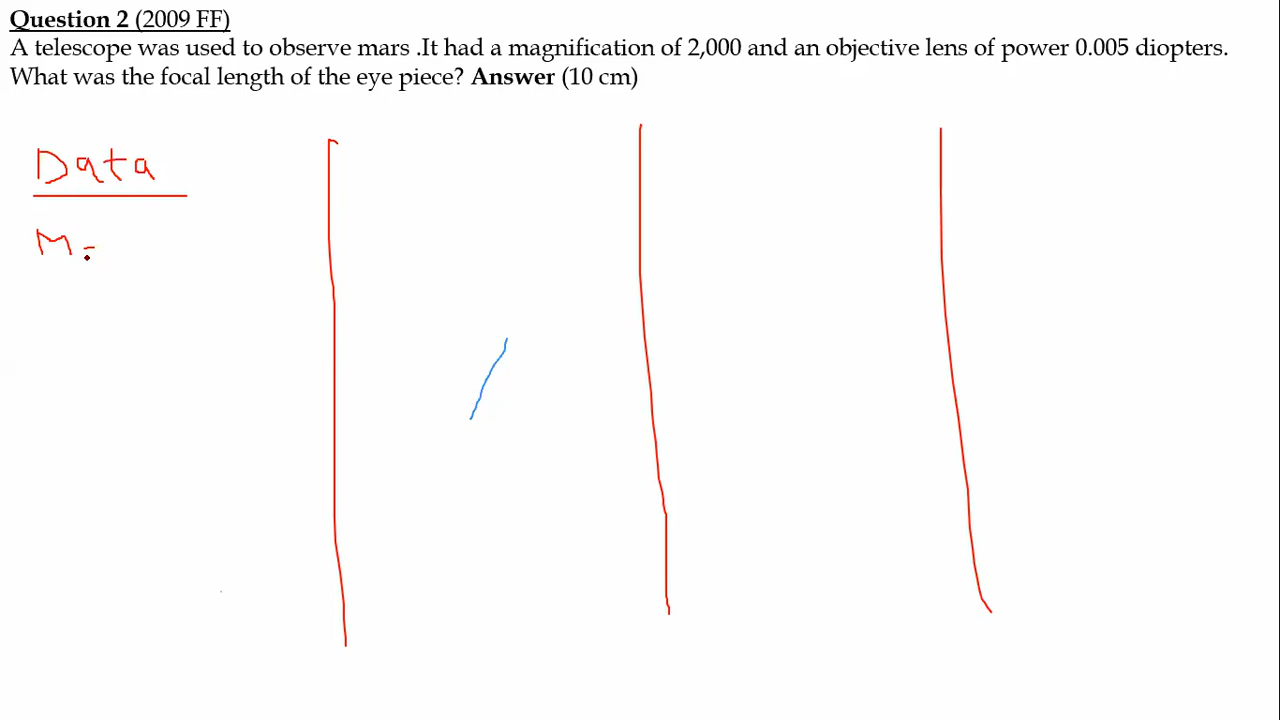 Question 2 (2009 FF)
A telescope was used to observe mars .It had a magnification of 2,000 and an objective lens of power 0.005 diopters.
What was the focal length of the eye piece? Answer (10 cm)
Data
M =